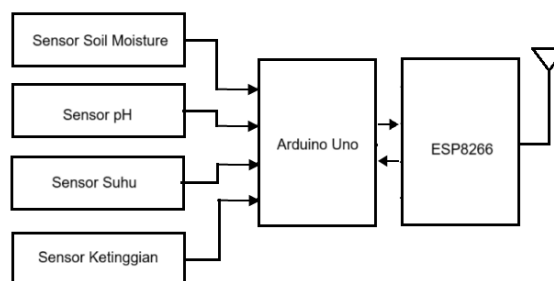 Sensor Soil Moisture
Sensor pH
Sensor Suhu
Sensor Ketinggian
Arduino Uno
ESP8266